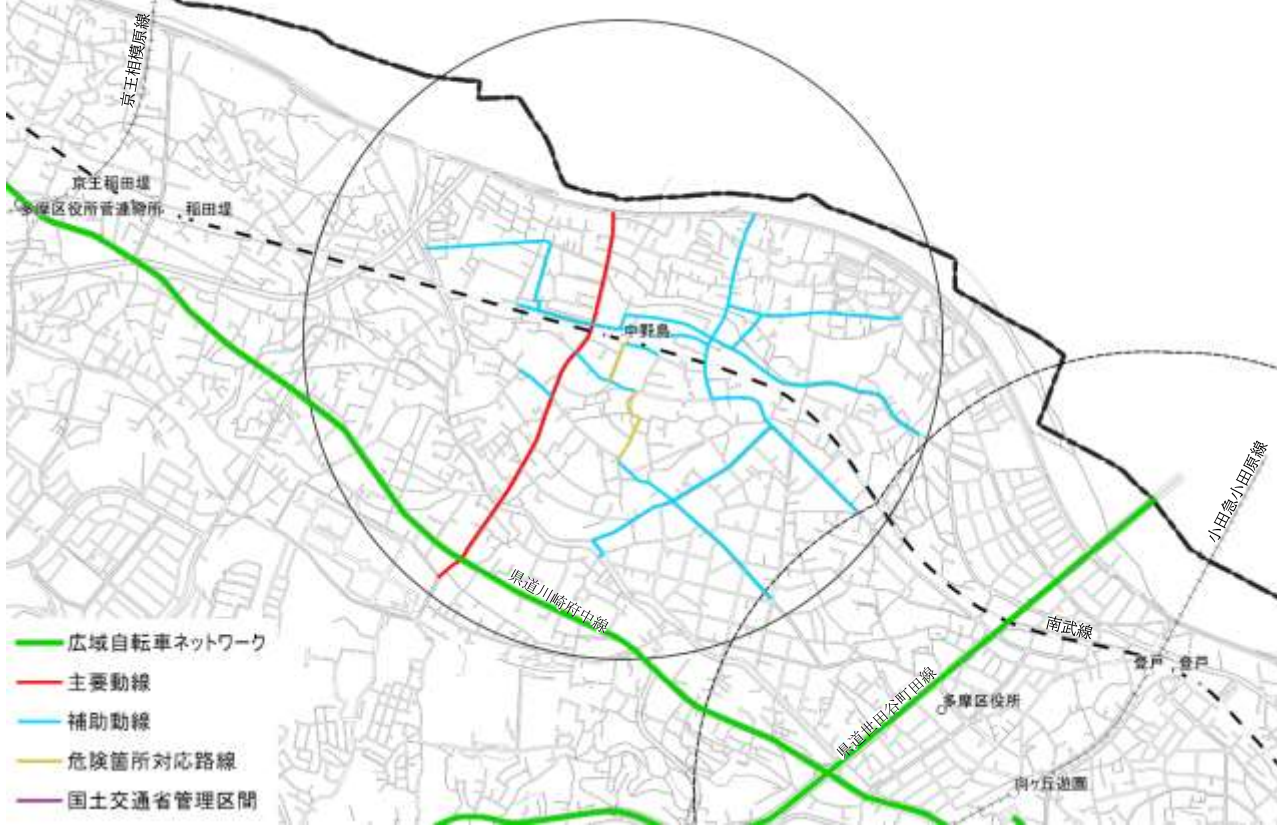 京王相模原線
京王稲田堤
多摩区役所菅連絡所
稲田堤
中野島
小田急小田原線
県道川崎府中線
南武線
登戸
登戸
県道世田谷町田線
多摩区役所
向ヶ丘遊園
広域自転車ネットワーク
主要動線
補助動線
危険箇所対応路線
国土交通省管理区間